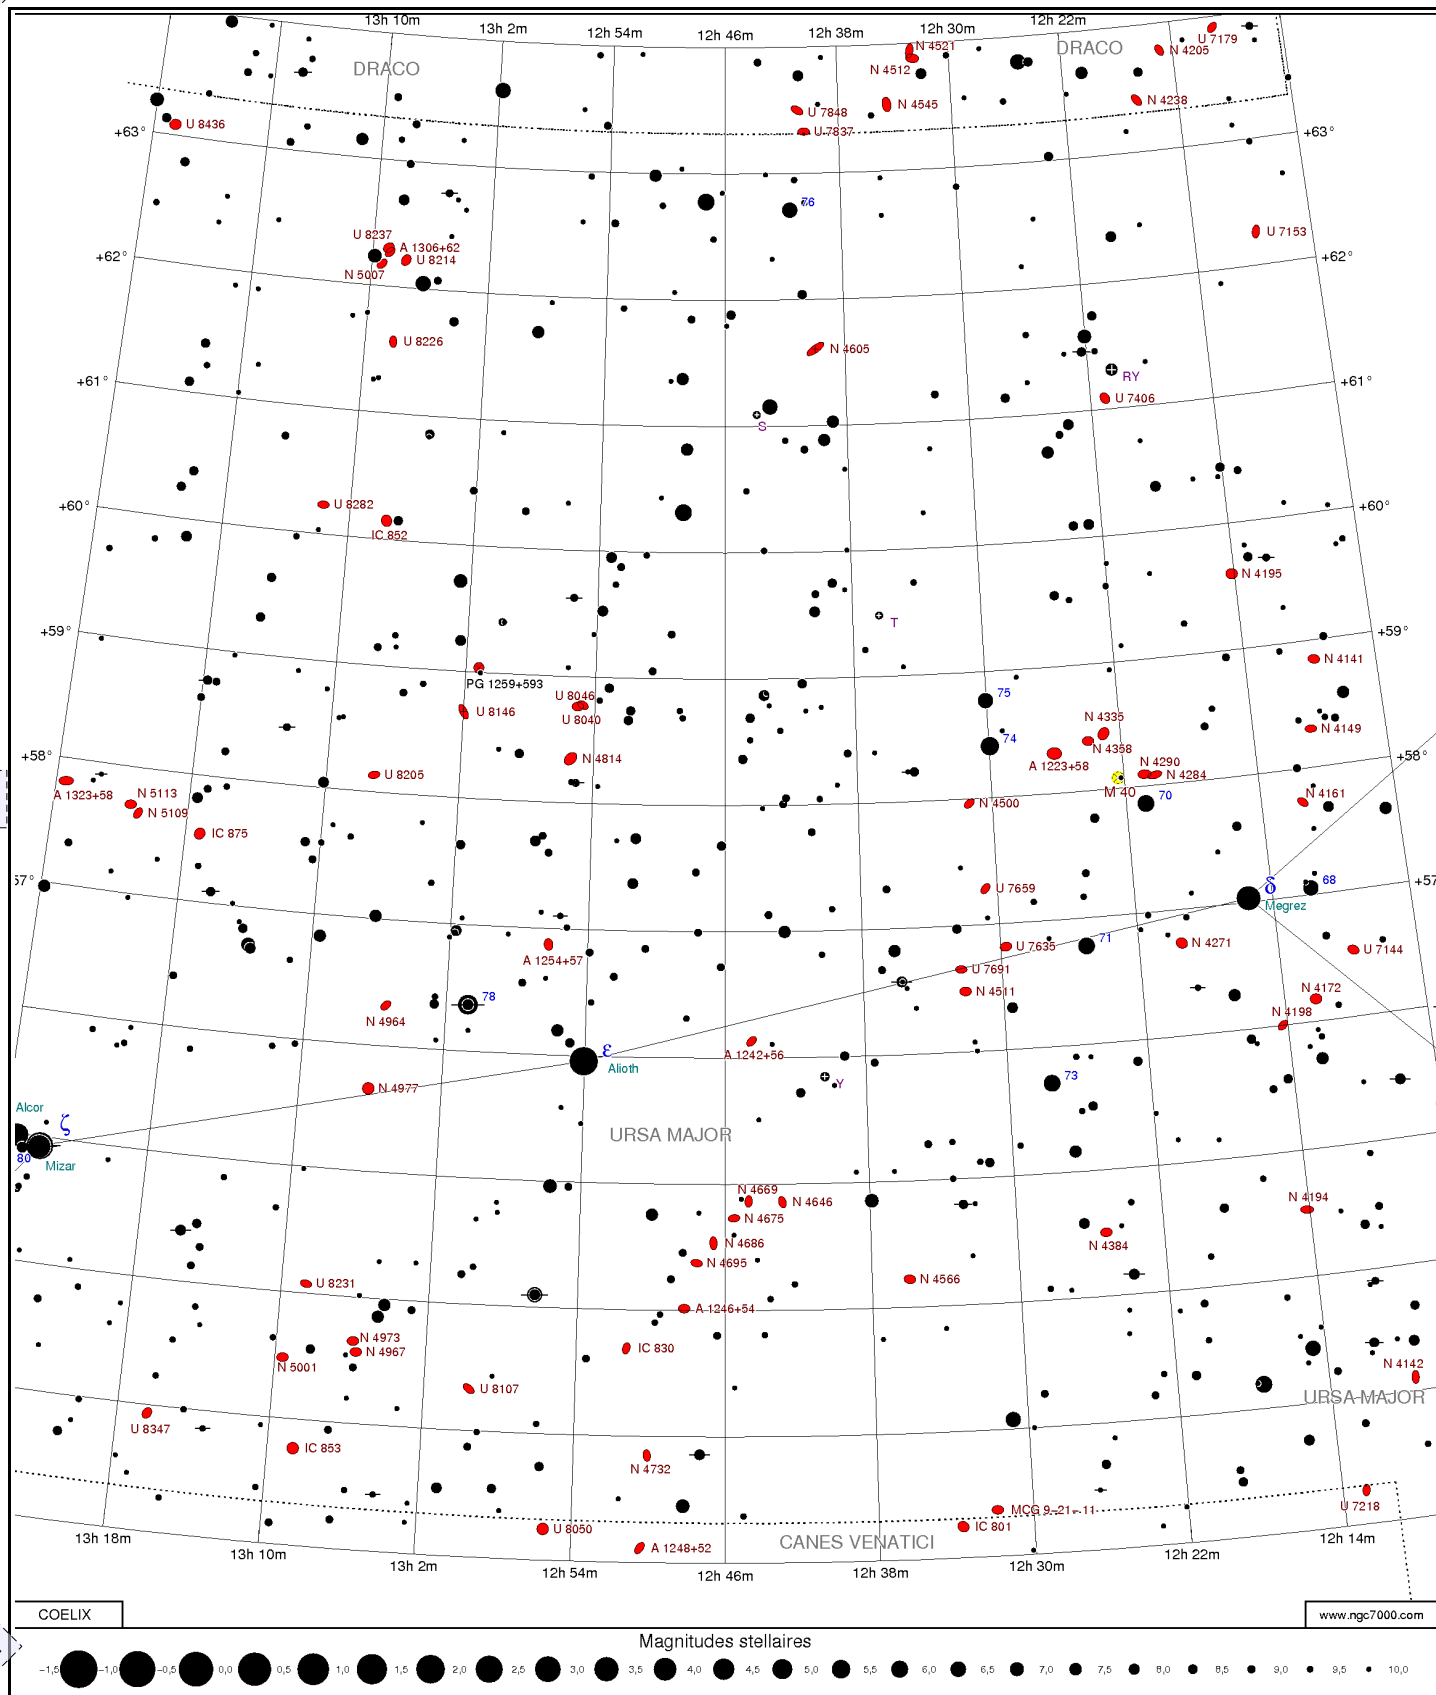 13h 10m
13h 2m
12h 54m
12h 46m
12h 38m
12h 30m
12h 22m
DRACO
DRACO
U 7179
N 4521
N 4205
N 4512
N 4545
N 4238
U 7848
U 7837
U 8436
+63°
+63°
76
U 7153
U 8237
A 1306+62
U 8214
N 5007
+62°
+62°
U 8226
N 4605
RY
+61°
+61°
U 7406
S
U 8282
IC 852
+60°
+60°
N 4195
T
+59°
+59°
N 4141
PG 1259+593
U 8046
U 8040
U 8146
75
N 4335
N 4149
74
N 4358
A 1223+58
+58°
+58°
N 4814
N 4290
N 4284
U 8205
M 40
70
A 1323+58
N 5113
N 5109
N 4500
N 4161
IC 875
57°
+57
U 7659
δ
68
Megrez
A 1254+57
U 7635
71
N 4271
U 7144
U 7691
N 4511
78
N 4172
N 4964
N 4198
ε
Alioth
A 1242+56
73
Y
N 4977
Alcor
ζ
80
Mizar
URSA MAJOR
N 4669
N 4646
N 4675
N 4194
N 4686
N 4384
N 4695
U 8231
N 4566
A 1246+54
N 4973
N 4967
IC 830
N 5001
N 4142
U 8107
URSA MAJOR
U 8347
IC 853
N 4732
MCG 9-21-11
U 7218
U 8050
IC 801
CANES VENATICI
A 1248+52
13h 18m
13h 10m
13h 2m
12h 54m
12h 46m
12h 38m
12h 30m
12h 22m
12h 14m
COELIX
www.ngc7000.com
Magnitudes stellaires
-1,5 -1,0 -0,5 0,0 0,5 1,0 1,5 2,0 2,5 3,0 3,5 4,0 4,5 5,0 5,5 6,0 6,5 7,0 7,5 8,0 8,5 9,0 9,5 10,0